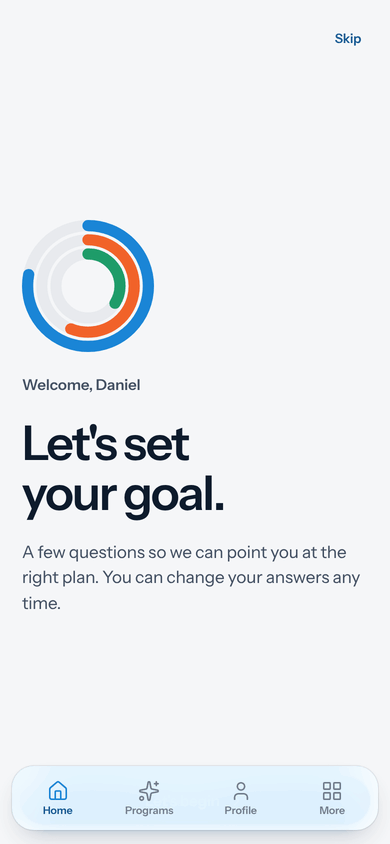 Skip
Welcome, Daniel
Let's set
your goal.
A few questions so we can point you at the
right plan. You can change your answers any
time.
Home
Programs
Profile
More